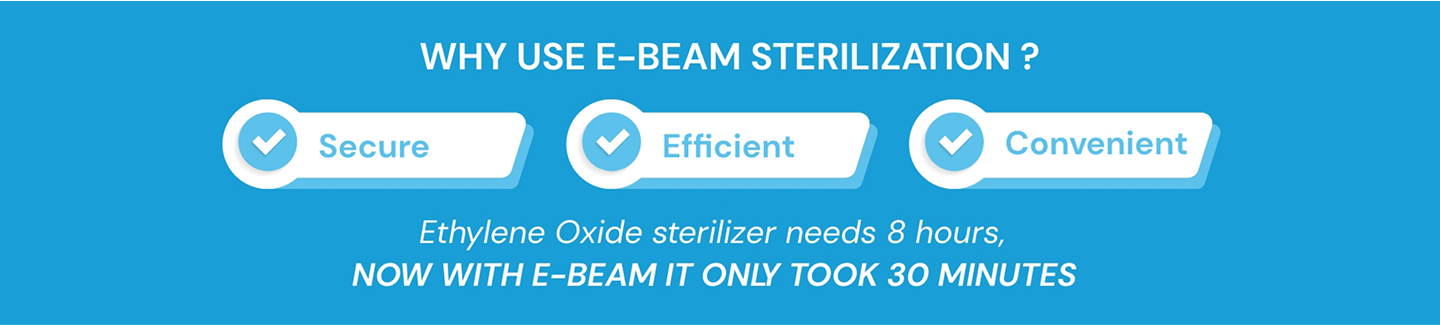 WHY USE E-BEAM STERILIZATION ?
Secure
Efficient
Convenient
Ethylene Oxide sterilizer needs 8 hours,
NOW WITH E-BEAM IT ONLY TOOK 30 MINUTES